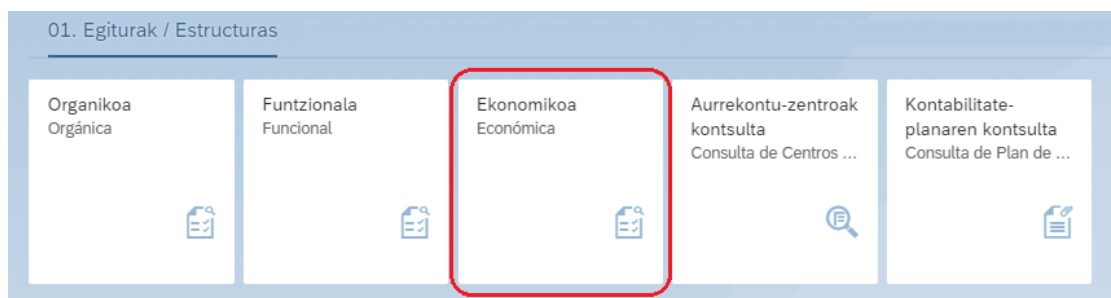 01. Egiturak / Estructuras
Organikoa
Orgánica
Funtzionala
Funcional
Ekonomikoa
Económica
Aurrekontu-zentroak
kontsulta
Consulta de Centros ...
Kontabilitate-
planaren kontsulta
Consulta de Plan de ...